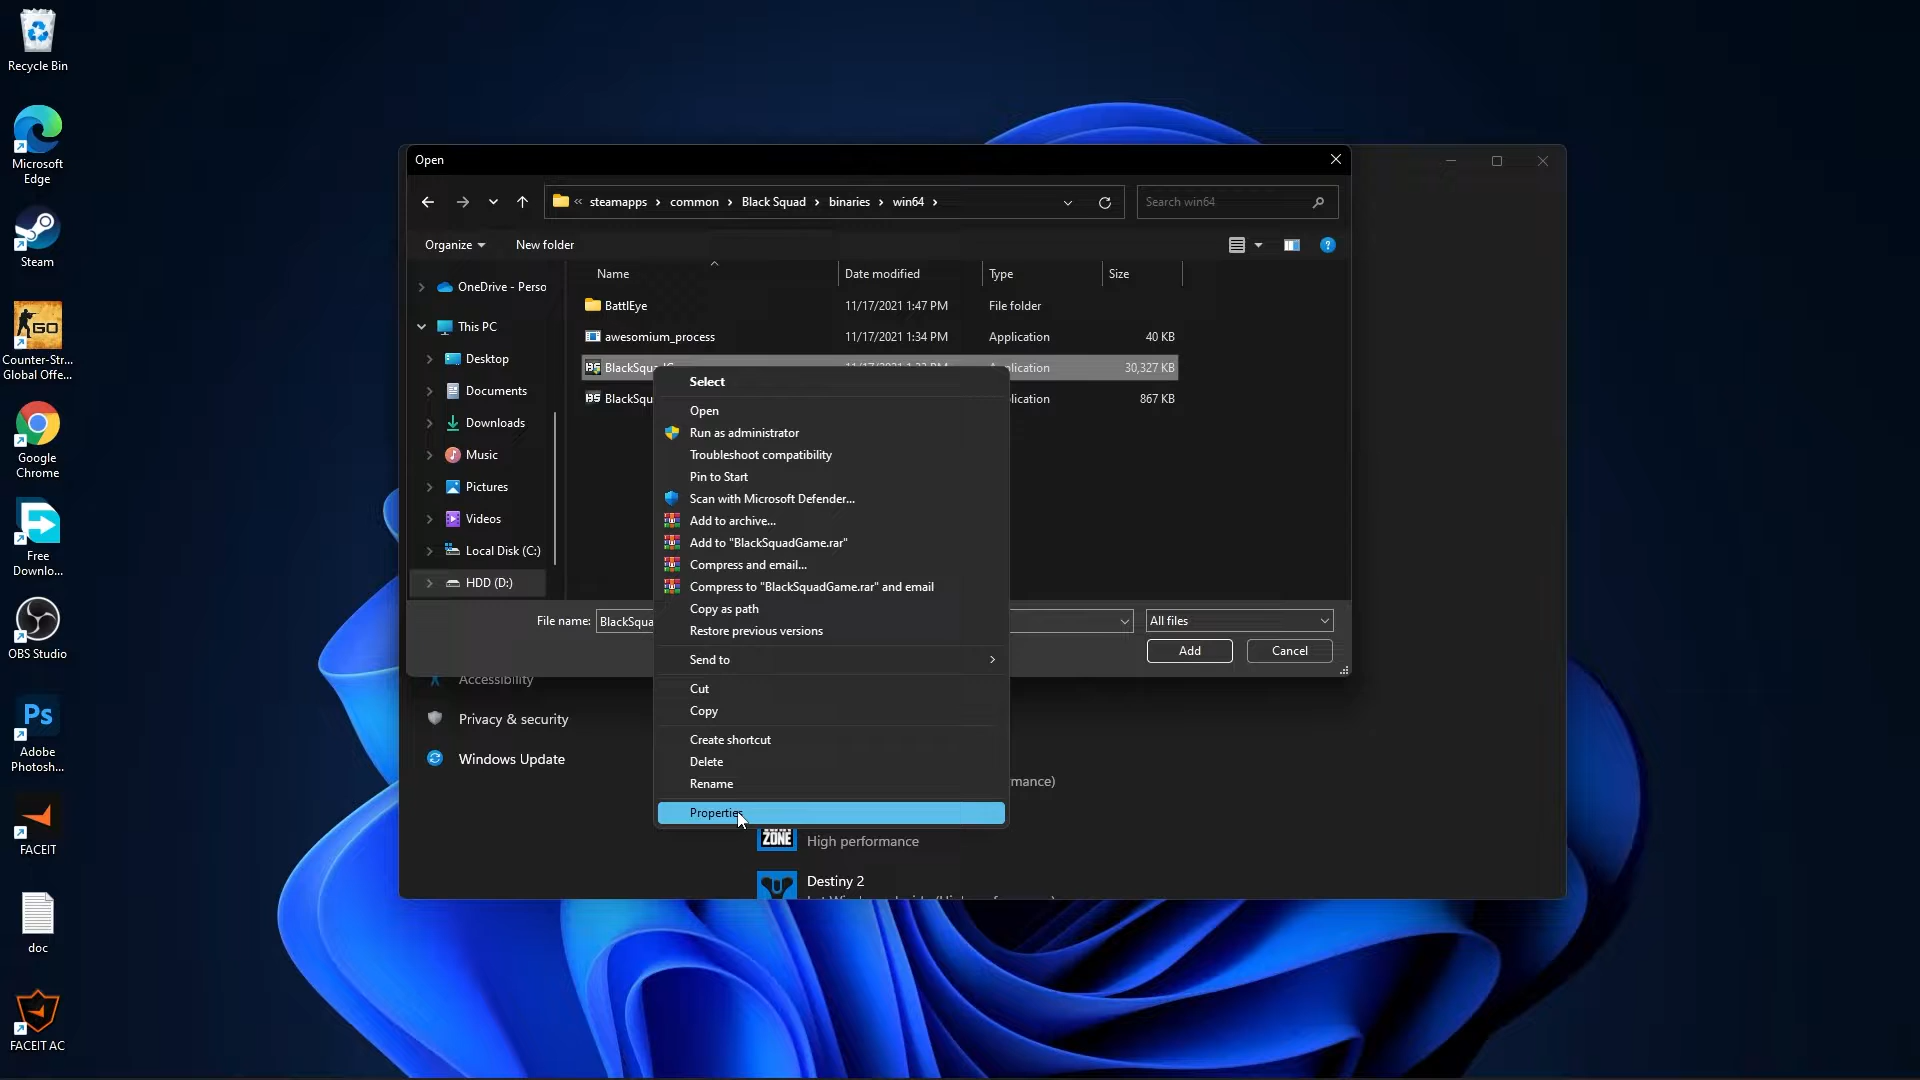 Recycle Bin
Microsoft
Edge
Steam
GO
Counter-Str...
Global Offe...
Google
Chrome
Free
Downlo...
OBS Studio
Ps
Adobe
Photosh...
FACEIT
doc
FACEIT AC
Open
« steamapps › common › Black Squad › binaries › win64 ›
Search win64
Organize
New folder
?
Name
Date modified
Type
Size
OneDrive - Perso
This PC
Desktop
Documents
Downloads
Music
Pictures
Videos
Local Disk (C:)
HDD (D:)
BattlEye
11/17/2021 1:47 PM
File folder
awesomium_process
11/17/2021 1:34 PM
Application
40 KB
BlackSqua
30,327 KB
BlackSqu
867 KB
Select
Open
Run as administrator
Troubleshoot compatibility
Pin to Start
Scan with Microsoft Defender...
Add to archive...
Add to "BlackSquadGame.rar"
Compress and email...
Compress to "BlackSquadGame.rar" and email
Copy as path
Restore previous versions
Send to
Cut
Copy
Create shortcut
Delete
Rename
Properties
File name:
BlackSqua
All files
Add
Cancel
Accessibility
Privacy & security
Windows Update
mance)
ZONE
High performance
Destiny 2